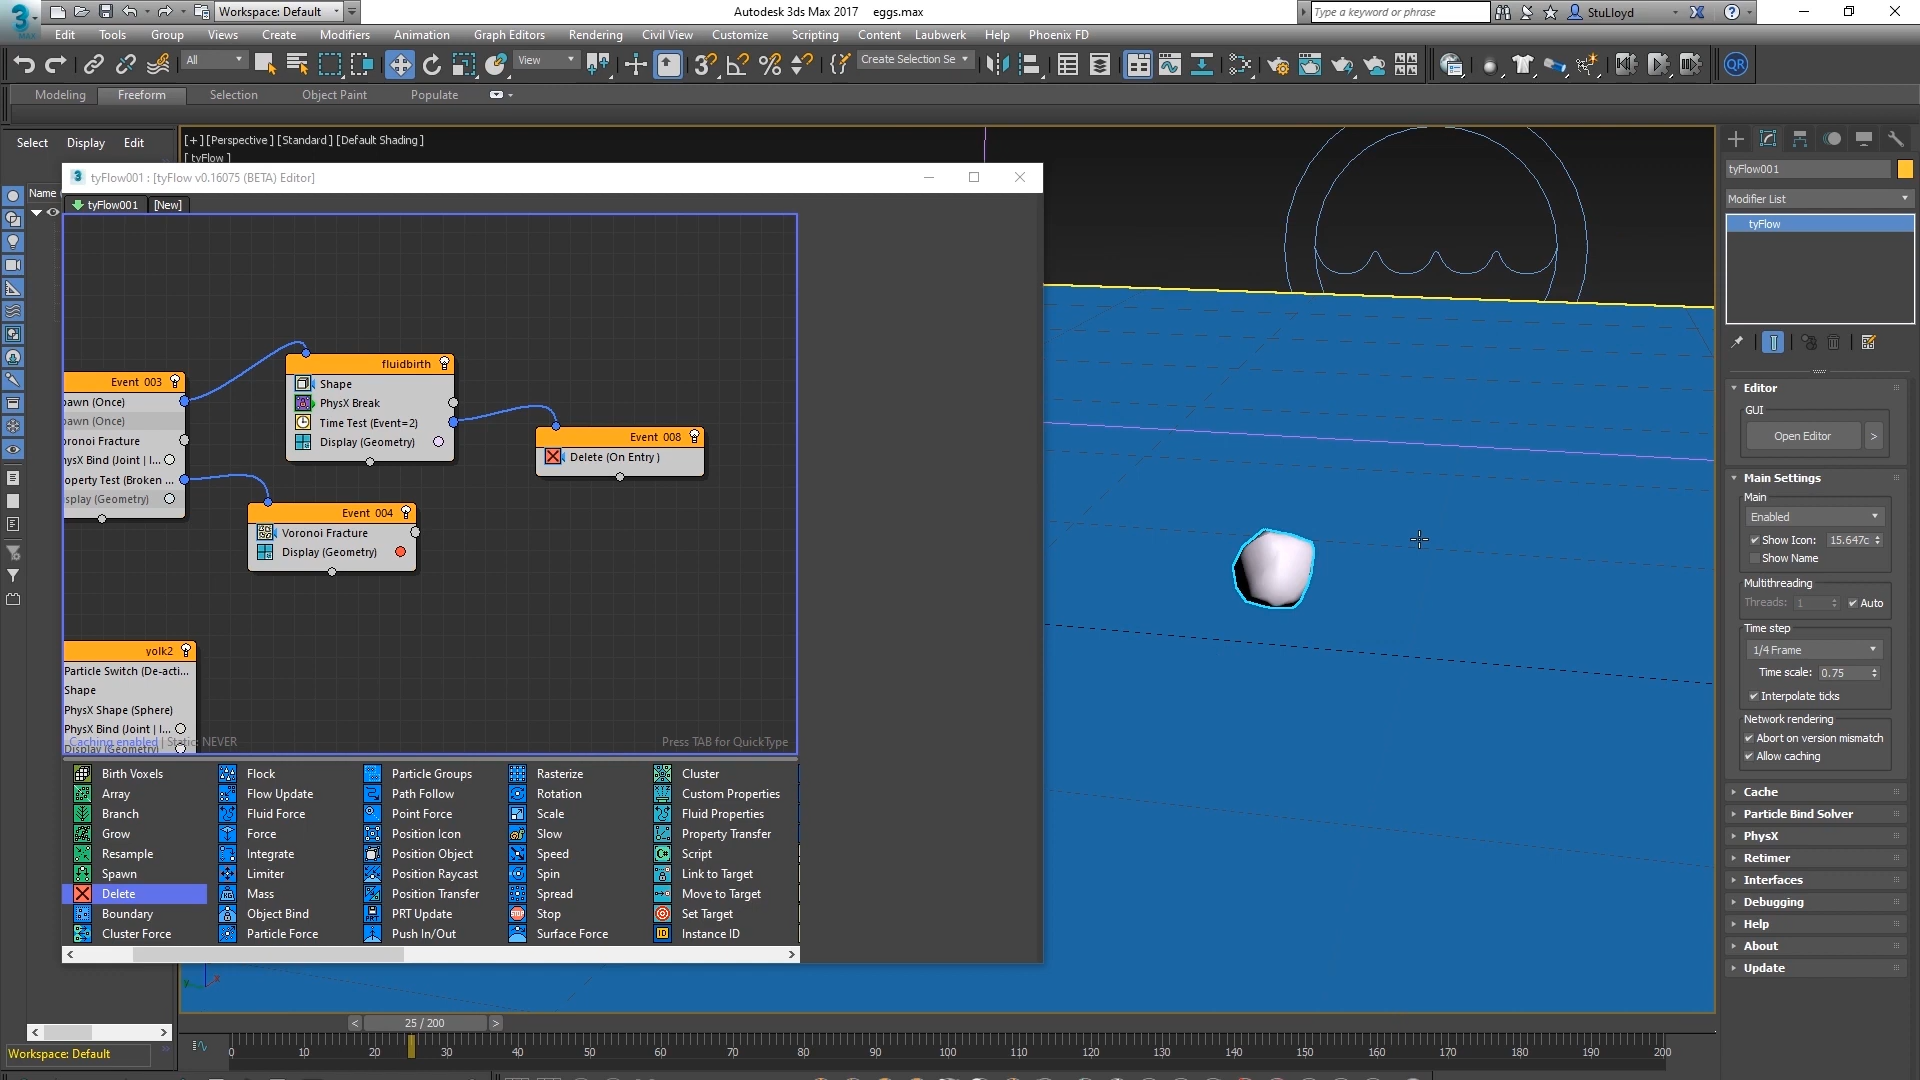 Workspace: Default
Autodesk 3ds Max 2017 eggs.max
Type a keyword or phrase
StuLloyd
MAX
Edit Tools Group Views Create Modifiers Animation Graph Editors Rendering Civil View Customize Scripting Content Laubwerk Help Phoenix FD
All
View
Create Selection Se
QR
Modeling Freeform Selection Object Paint Populate
Select Display Edit
[+] [Perspective ] [Standard ] [Default Shading ]
[ tyFlow ]
Name
tyFlow001 : [tyFlow v0.16075 (BETA) Editor]
tyFlow001 [New]
Event 003
pawn (Once)
pawn (Once)
oronoi Fracture
hysX Bind (Joint | I...
operty Test (Broken ...
isplay (Geometry)
fluidbirth
Shape
PhysX Break
Time Test (Event=2)
Display (Geometry)
Event 008
Delete (On Entry )
Event 004
Voronoi Fracture
Display (Geometry)
yolk2
Particle Switch (De-acti...
Shape
PhysX Shape (Sphere)
PhysX Bind (Joint | I...
Display (Geometry)
Caching enabled | Static: NEVER
Press TAB for QuickType
Birth Voxels Flock Particle Groups Rasterize Cluster
Array Flow Update Path Follow Rotation Custom Properties
Branch Fluid Force Point Force Scale Fluid Properties
Grow Force Position Icon Slow Property Transfer
Resample Integrate Position Object Speed Script
Spawn Limiter Position Raycast Spin Link to Target
Delete Mass Position Transfer Spread Move to Target
Boundary Object Bind PRT Update Stop Set Target
Cluster Force Particle Force Push In/Out Surface Force Instance ID
tyFlow001
Modifier List
tyFlow
Editor
GUI
Open Editor >
Main Settings
Main
Enabled
Show Icon: 15.647c
Show Name
Multithreading
Threads: 1 Auto
Time step
1/4 Frame
Time scale: 0.75
Interpolate ticks
Network rendering
Abort on version mismatch
Allow caching
Cache
Particle Bind Solver
PhysX
Retimer
Interfaces
Debugging
Help
About
Update
y x
< 25 / 200 >
0 10 20 30 40 50 60 70 80 90 100 110 120 130 140 150 160 170 180 190 200
Workspace: Default